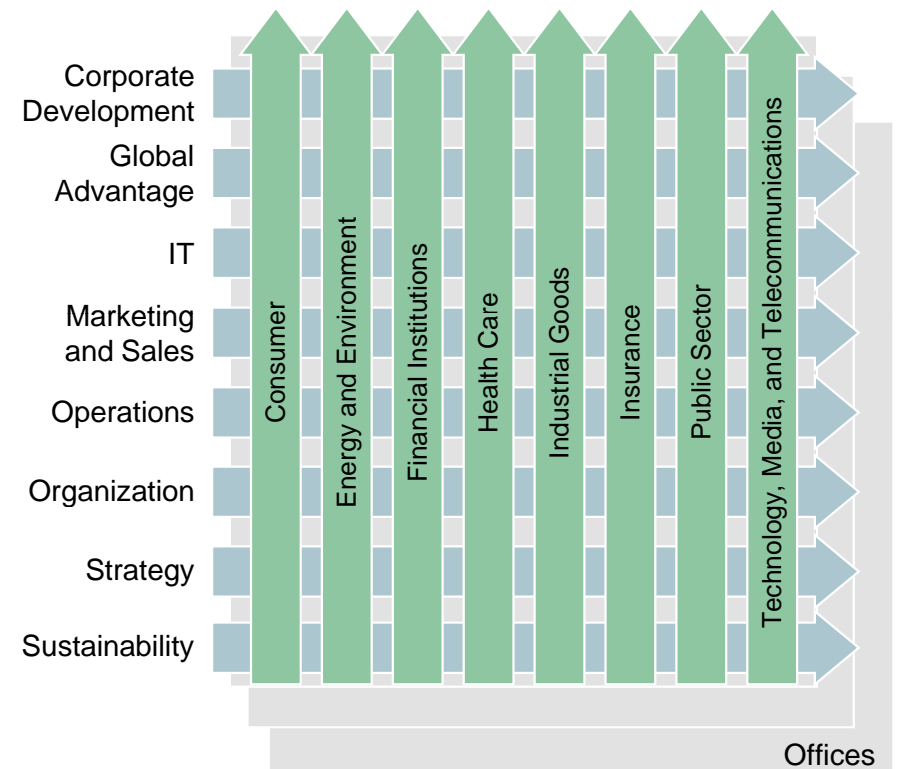 Corporate
Development
Global
Advantage
IT
Marketing
and Sales
Operations
Organization
Strategy
Sustainability
Consumer
Energy and Environment
Financial Institutions
Health Care
Industrial Goods
Insurance
Public Sector
Technology, Media, and Telecommunications
Offices